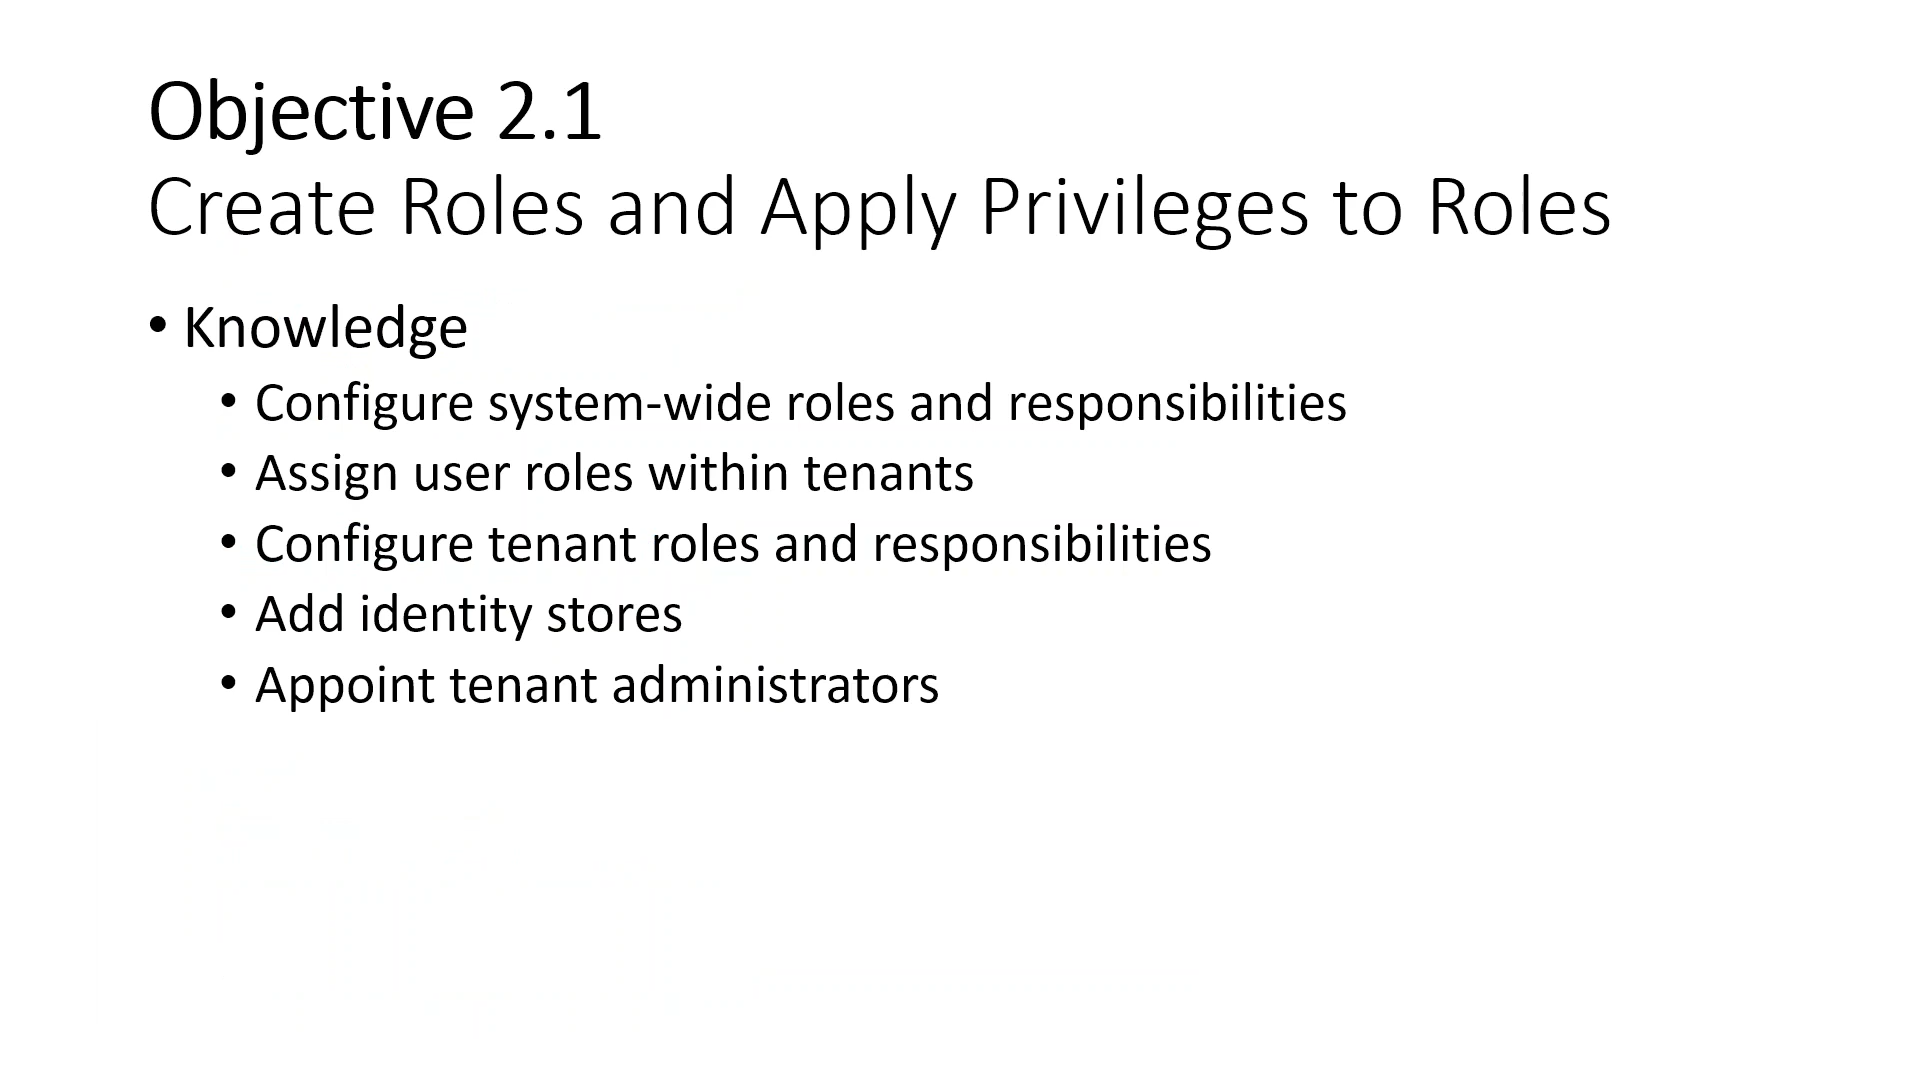 Objective 2.1
Create Roles and Apply Privileges to Roles
• Knowledge
• Configure system-wide roles and responsibilities
• Assign user roles within tenants
• Configure tenant roles and responsibilities
• Add identity stores
• Appoint tenant administrators